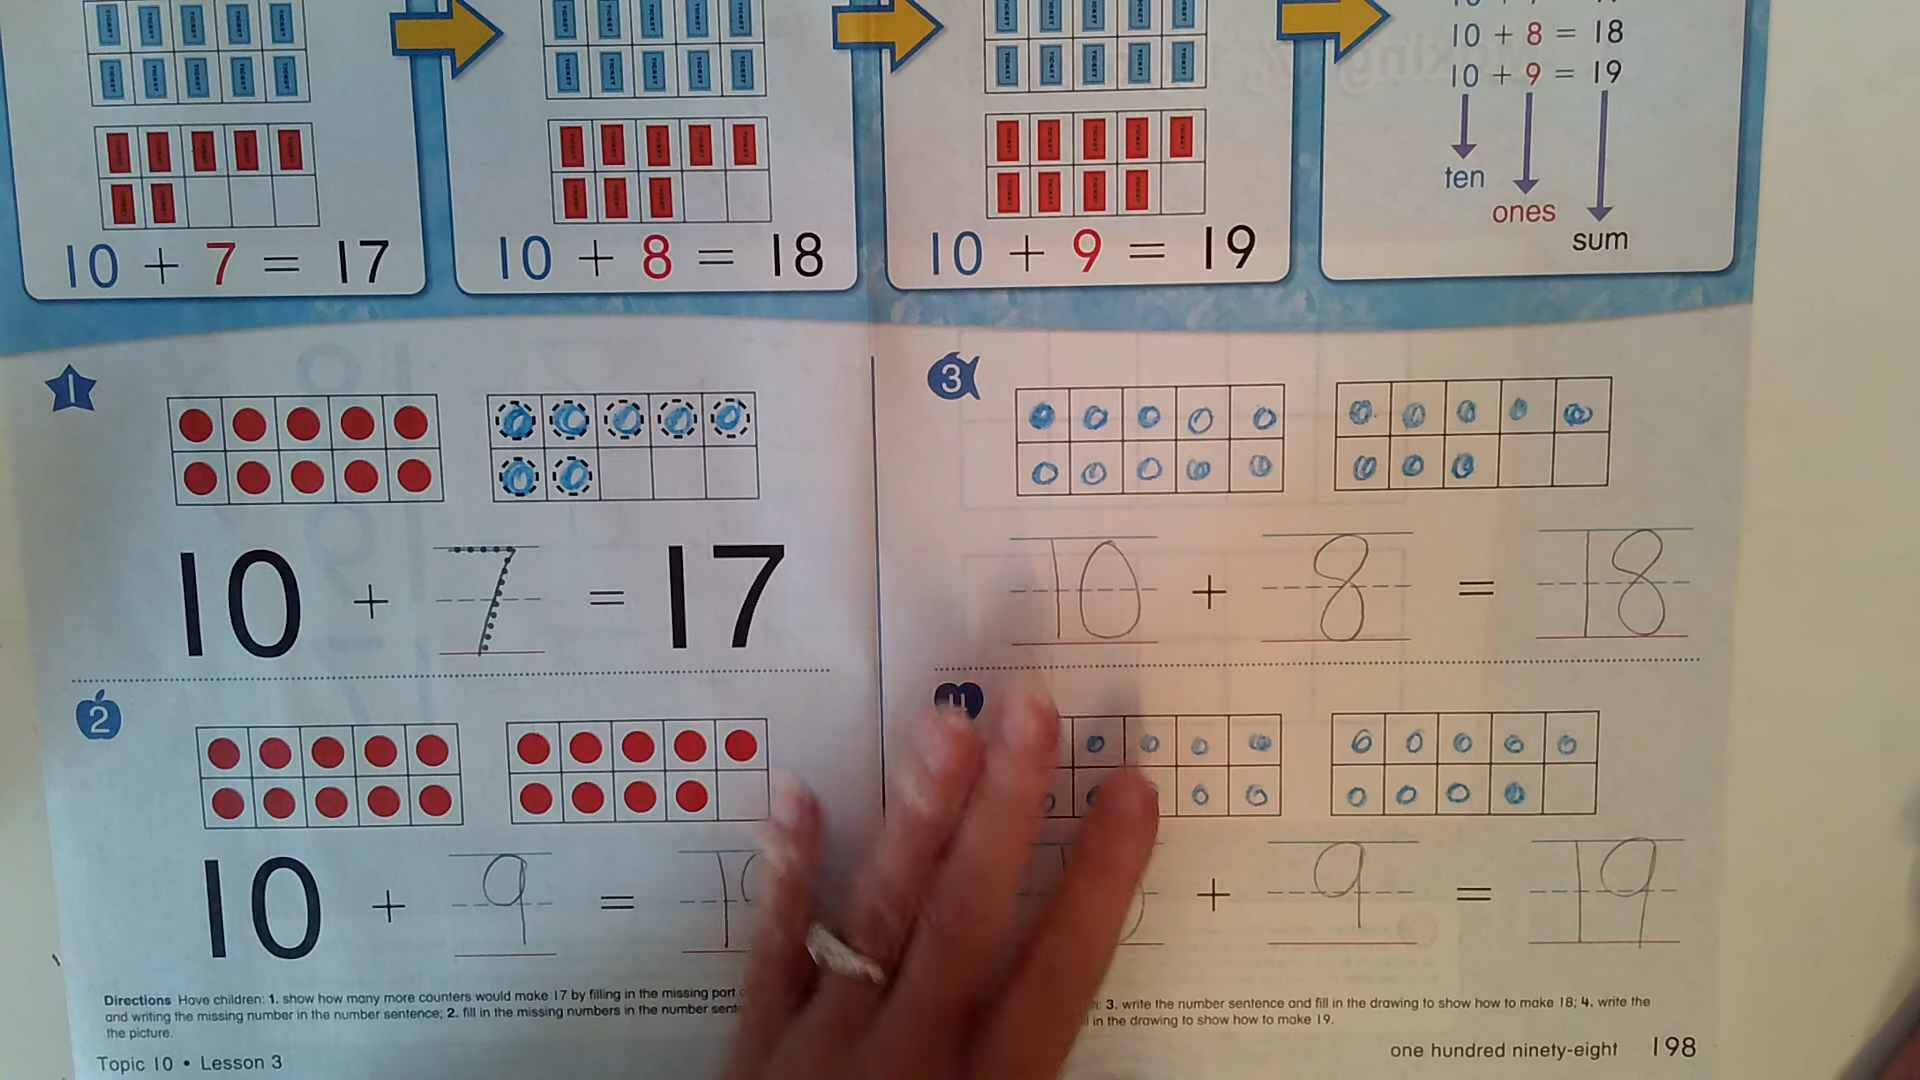 10 + 8 = 18
10 + 9 = 19
ten
ones
sum
10 + 7 = 17
10 + 8 = 18
10 + 9 = 19
1
10 + 7 = 17
2
10 + 9 = 19
3
10 + 8 = 18
4
+ 9 = 19
Directions Have children: 1. show how many more counters would make 17 by filling in the missing part
and writing the missing number in the number sentence; 2. fill in the missing numbers in the number
the picture.
3. write the number sentence and fill in the drawing to show how to make 18; 4. write the
in the drawing to show how to make 19.
Topic 10 • Lesson 3
one hundred ninety-eight 198